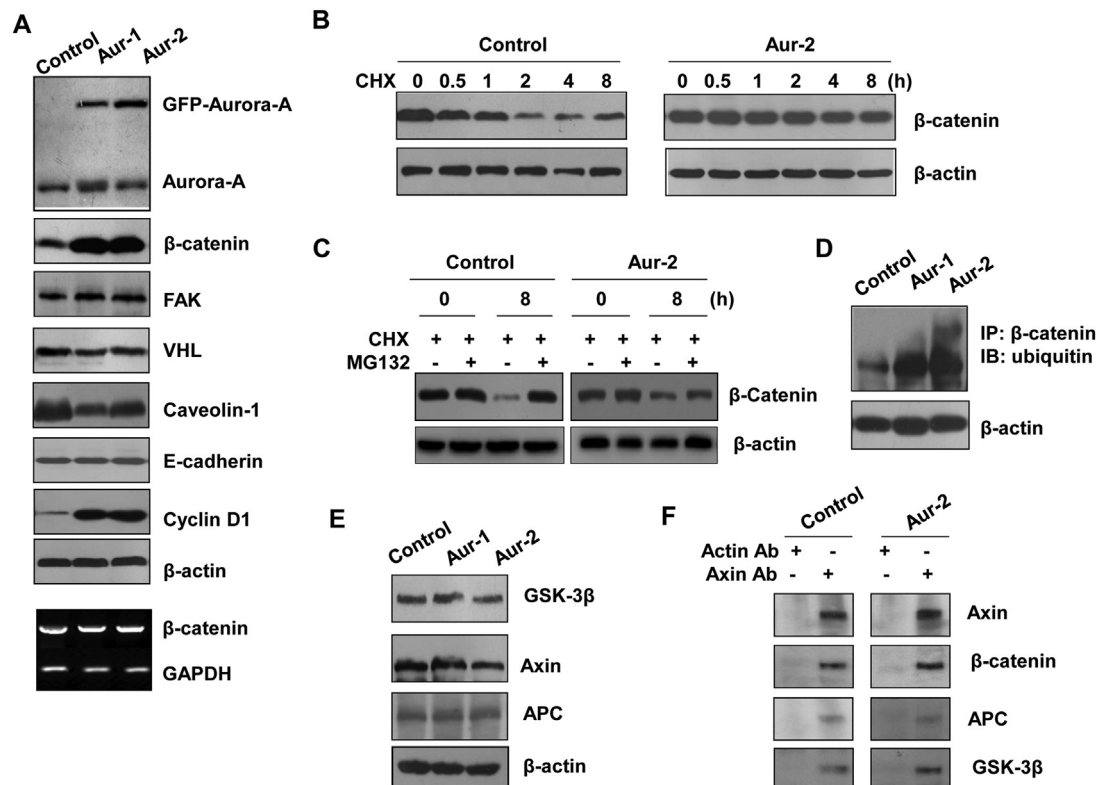 A
Control
Aur-1
Aur-2
GFP-Aurora-A
Aurora-A
β-catenin
FAK
VHL
Caveolin-1
E-cadherin
Cyclin D1
β-actin
β-catenin
GAPDH
B
Control Aur-2
CHX 0 0.5 1 2 4 8 0 0.5 1 2 4 8 (h)
β-catenin
β-actin
C
Control Aur-2
0 8 0 8 (h)
CHX + + + + + + + +
MG132 - + - + - + - +
β-Catenin
β-actin
D
Control
Aur-1
Aur-2
IP: β-catenin
IB: ubiquitin
β-actin
E
Control
Aur-1
Aur-2
GSK-3β
Axin
APC
β-actin
F
Control Aur-2
Actin Ab + - + -
Axin Ab - + - +
Axin
β-catenin
APC
GSK-3β